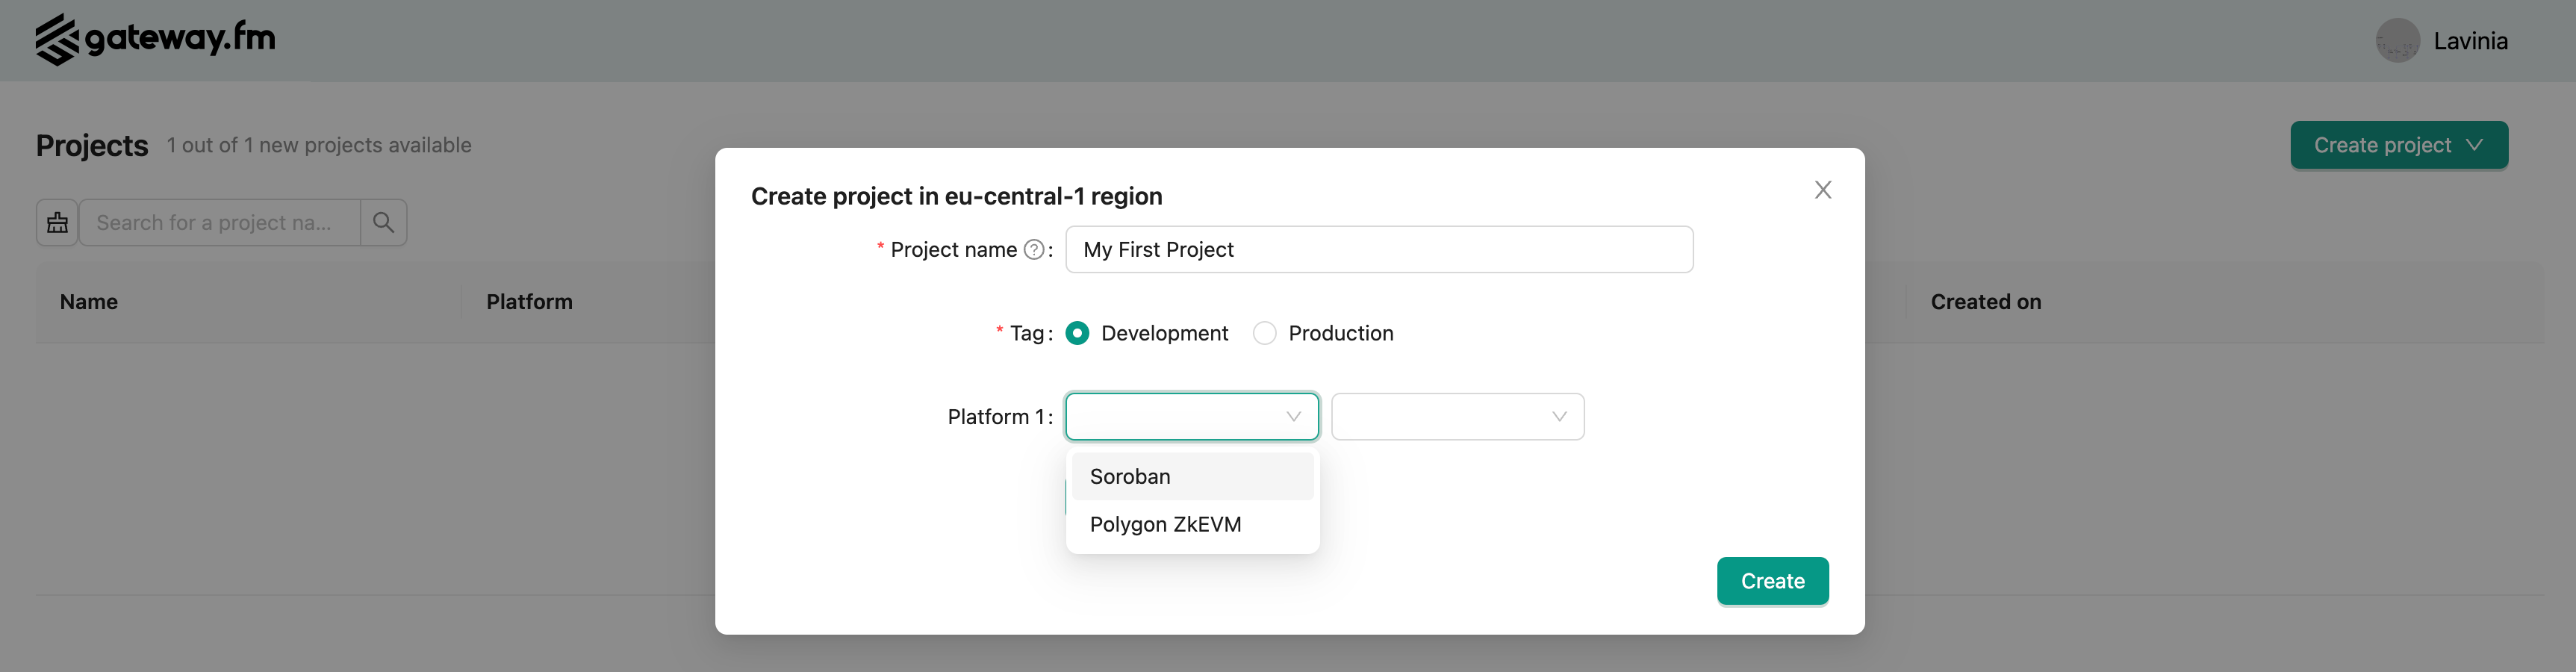 gateway.fm
Lavinia
Projects 1 out of 1 new projects available
Create project
Search for a project na...
Name Platform Created on
Create project in eu-central-1 region
* Project name ? : My First Project
* Tag : Development Production
Platform 1 :
Soroban
Polygon ZkEVM
Create